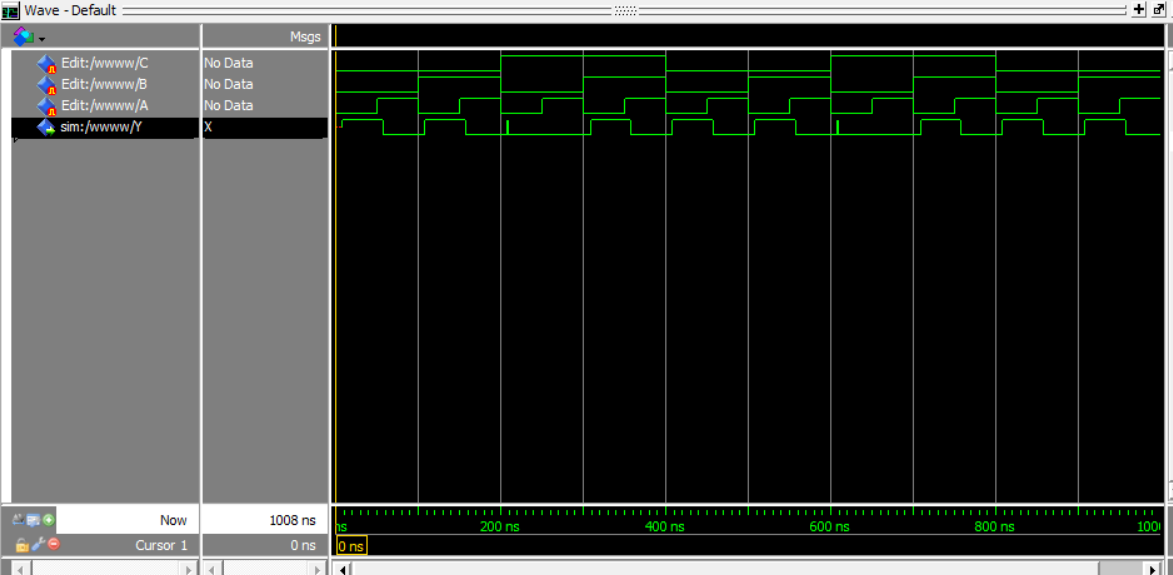 Wave - Default
Msgs
Edit:/wwww/C No Data
Edit:/wwww/B No Data
Edit:/wwww/A No Data
sim:/wwww/Y X
Now 1008 ns
ns 200 ns 400 ns 600 ns 800 ns 100
Cursor 1 0 ns 0 ns